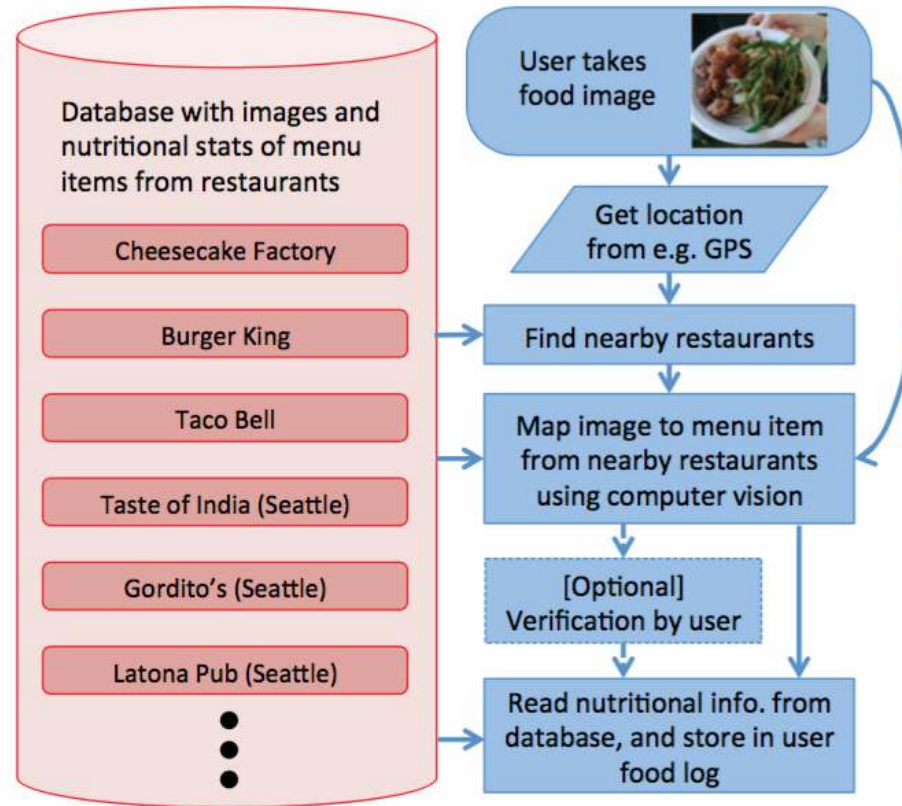 Database with images and
nutritional stats of menu
items from restaurants
Cheesecake Factory
Burger King
Taco Bell
Taste of India (Seattle)
Gordito's (Seattle)
Latona Pub (Seattle)
User takes
food image
Get location
from e.g. GPS
Find nearby restaurants
Map image to menu item
from nearby restaurants
using computer vision
[Optional]
Verification by user
Read nutritional info. from
database, and store in user
food log